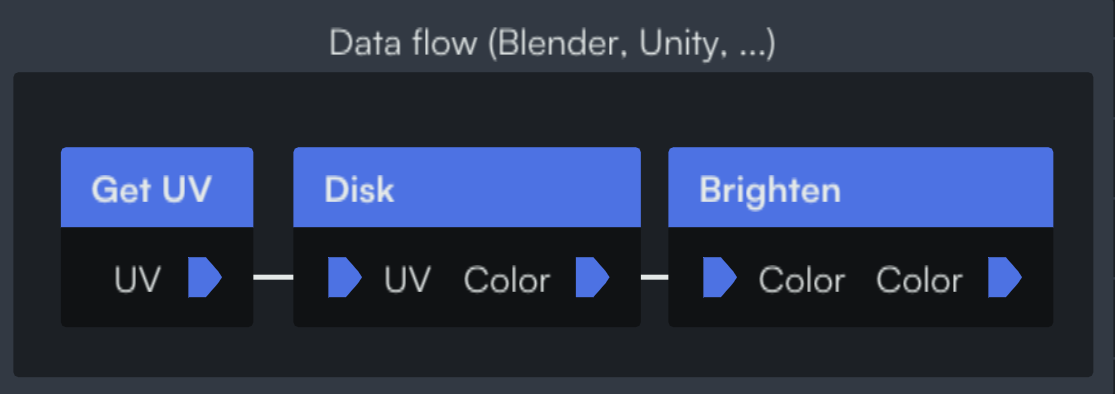 Data flow (Blender, Unity, ...)
Get UV
Disk
Brighten
UV
UV Color
Color Color